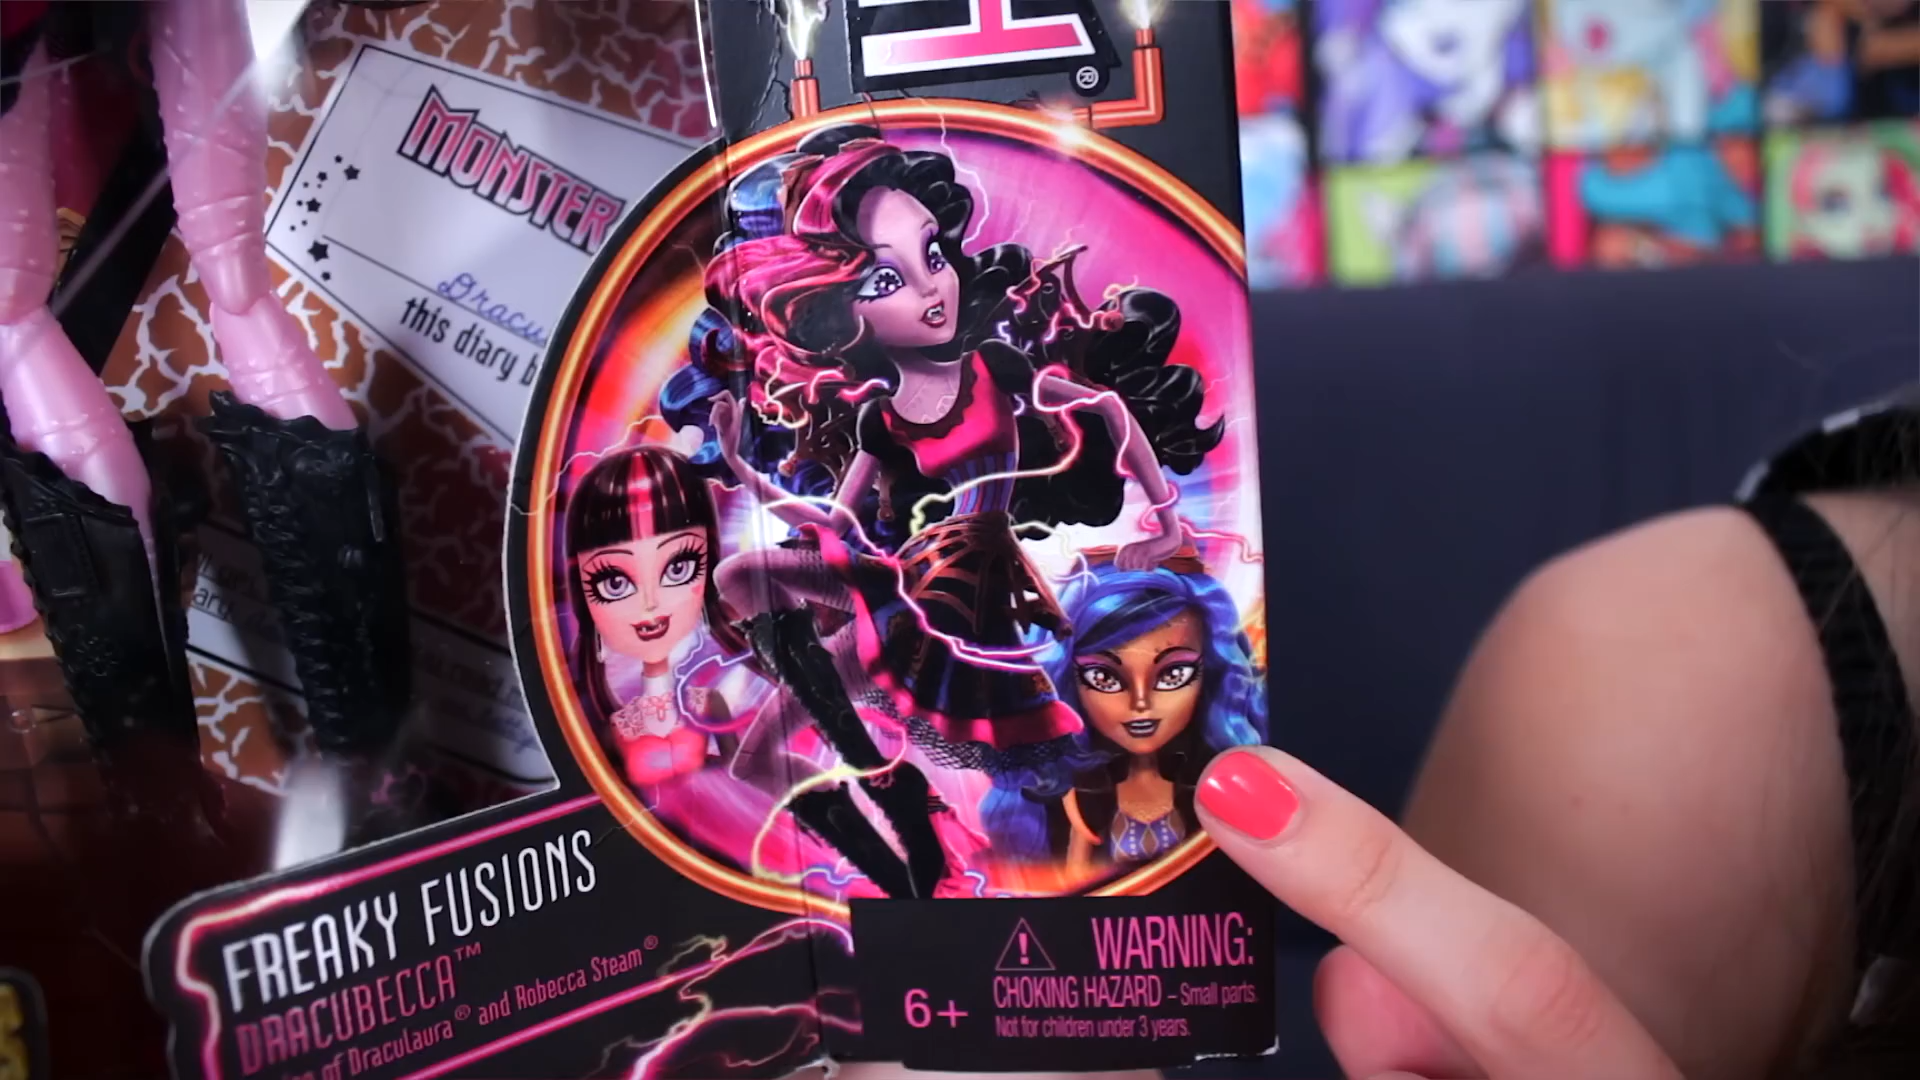 H®
MONSTER
Dracu
this diary b
FREAKY FUSIONS
DRACUBECCA™
of Draculaura® and Robecca Steam®
WARNING:
CHOKING HAZARD – Small parts.
6+
Not for children under 3 years.